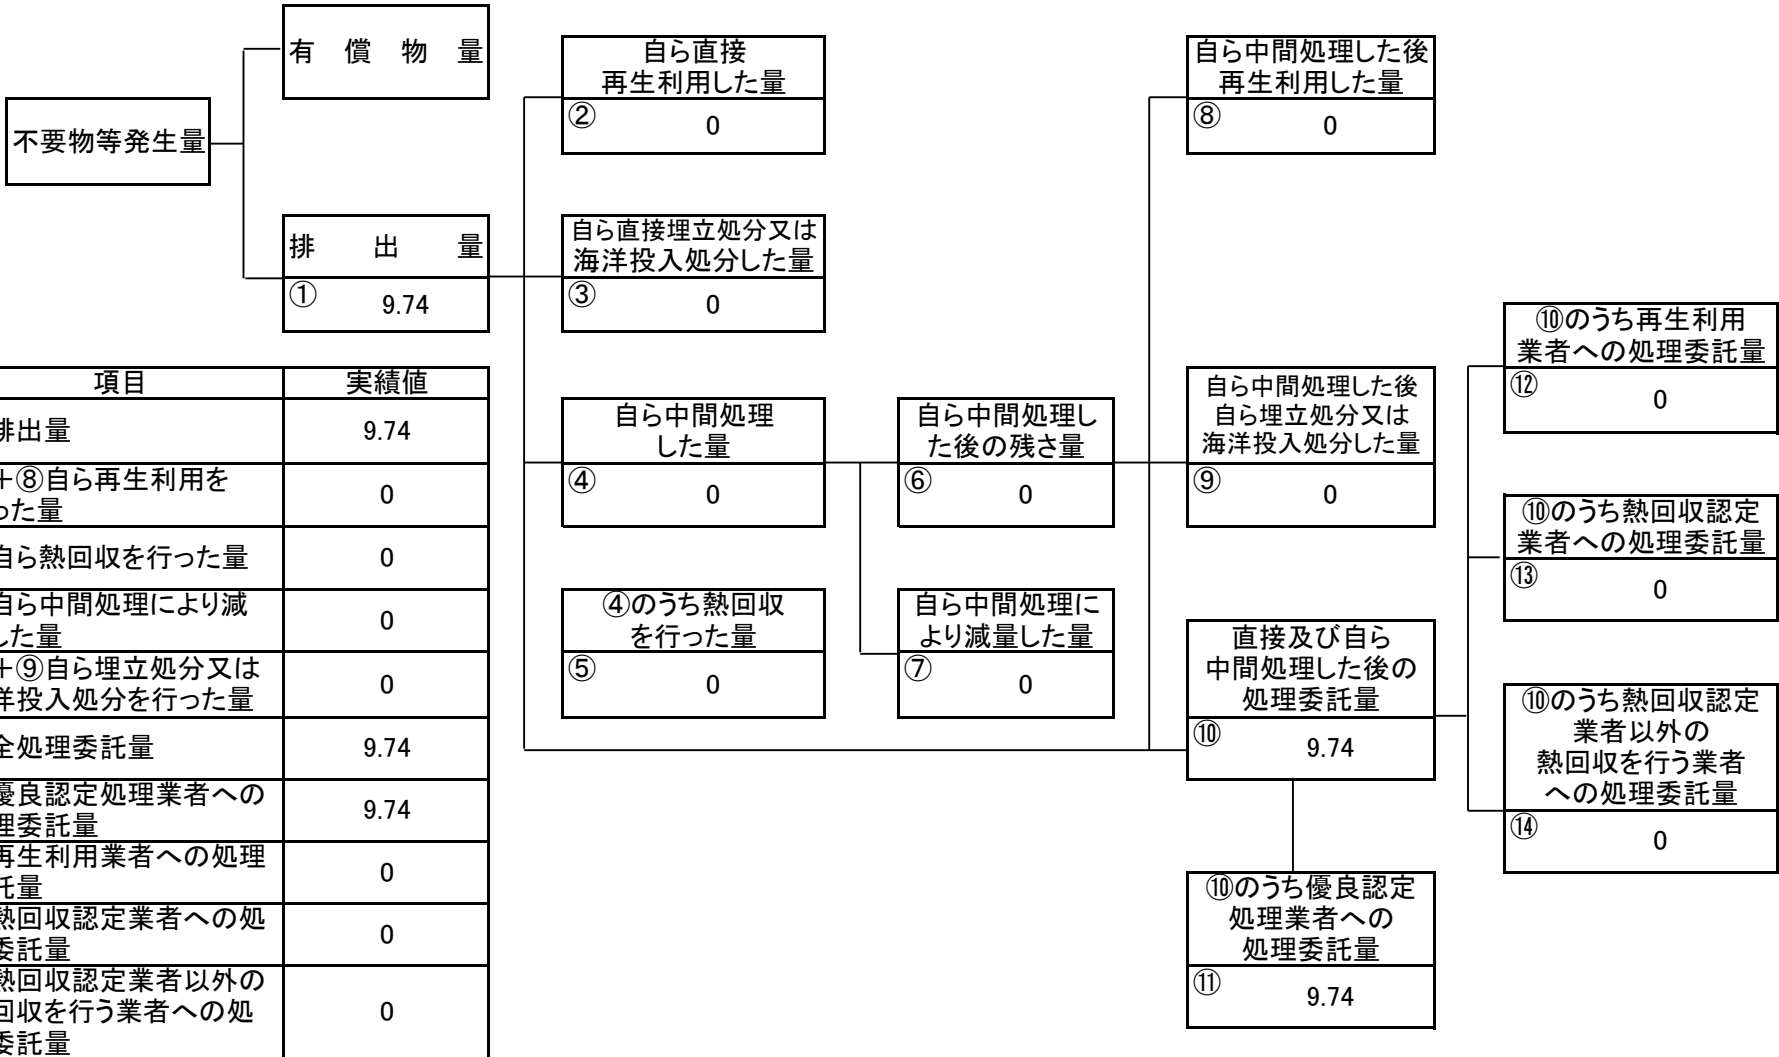 不要物等発生量
有償物量
排出量
①
9.74
自ら直接
再生利用した量
②
0
自ら直接埋立処分又は
海洋投入処分した量
③
0
自ら中間処理
した量
④
0
④のうち熱回収
を行った量
⑤
0
自ら中間処理し
た後の残さ量
⑥
0
自ら中間処理に
より減量した量
⑦
0
自ら中間処理した後
再生利用した量
⑧
0
自ら中間処理した後
自ら埋立処分又は
海洋投入処分した量
⑨
0
直接及び自ら
中間処理した後の
処理委託量
⑩
9.74
⑩のうち優良認定
処理業者への
処理委託量
⑪
9.74
⑩のうち再生利用
業者への処理委託量
⑫
0
⑩のうち熱回収認定
業者への処理委託量
⑬
0
⑩のうち熱回収認定
業者以外の
熱回収を行う業者
への処理委託量
⑭
0
項目 実績値
排出量 9.74
+⑧自ら再生利用を
った量
0
自ら熱回収を行った量 0
自ら中間処理により減
した量
0
+⑨自ら埋立処分又は
洋投入処分を行った量
0
全処理委託量 9.74
優良認定処理業者への
理委託量
9.74
再生利用業者への処理
託量
0
熱回収認定業者への処
委託量
0
熱回収認定業者以外の
回収を行う業者への処
委託量
0